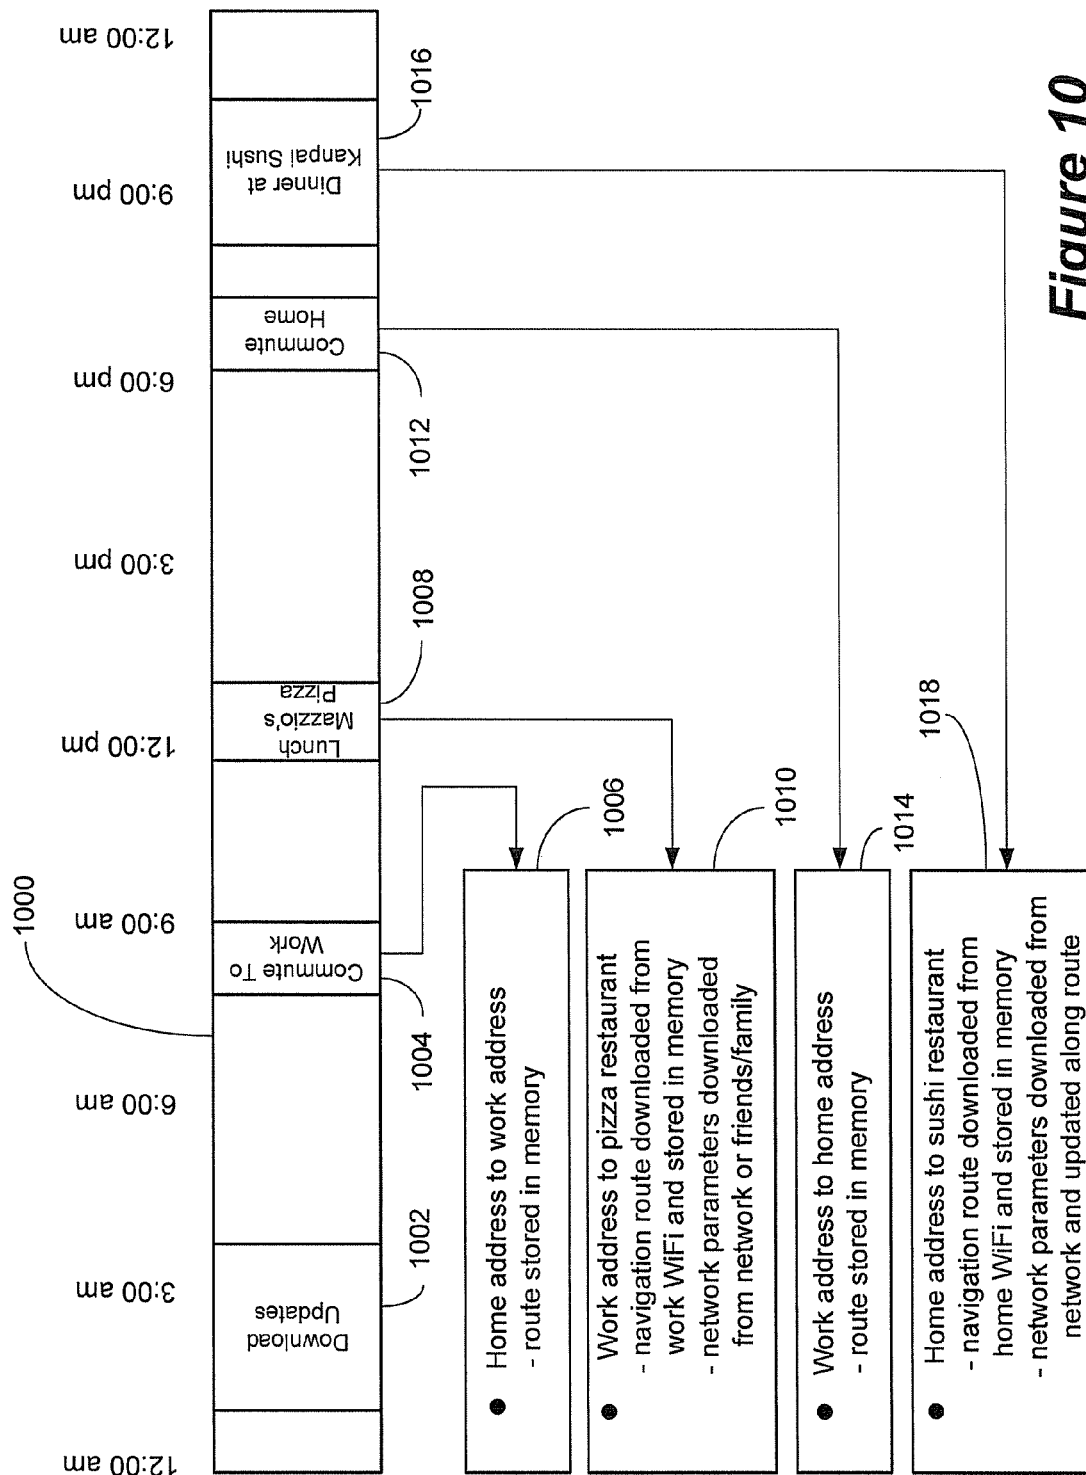 1000
12:00 am
3:00 am
6:00 am
9:00 am
12:00 pm
3:00 pm
6:00 pm
9:00 pm
12:00 am
Download
Updates
Commute To
Work
Lunch
Mazzio's
Pizza
Commute
Home
Dinner at
Kanpai Sushi
1002
1004
1008
1012
1016
● Home address to work address
- route stored in memory
1006
● Work address to pizza restaurant
- navigation route downloaded from
work WiFi and stored in memory
- network parameters downloaded
from network or friends/family
1010
● Work address to home address
- route stored in memory
1014
● Home address to sushi restaurant
- navigation route downloaded from
home WiFi and stored in memory
- network parameters downloaded from
network and updated along route
1018
Figure 10